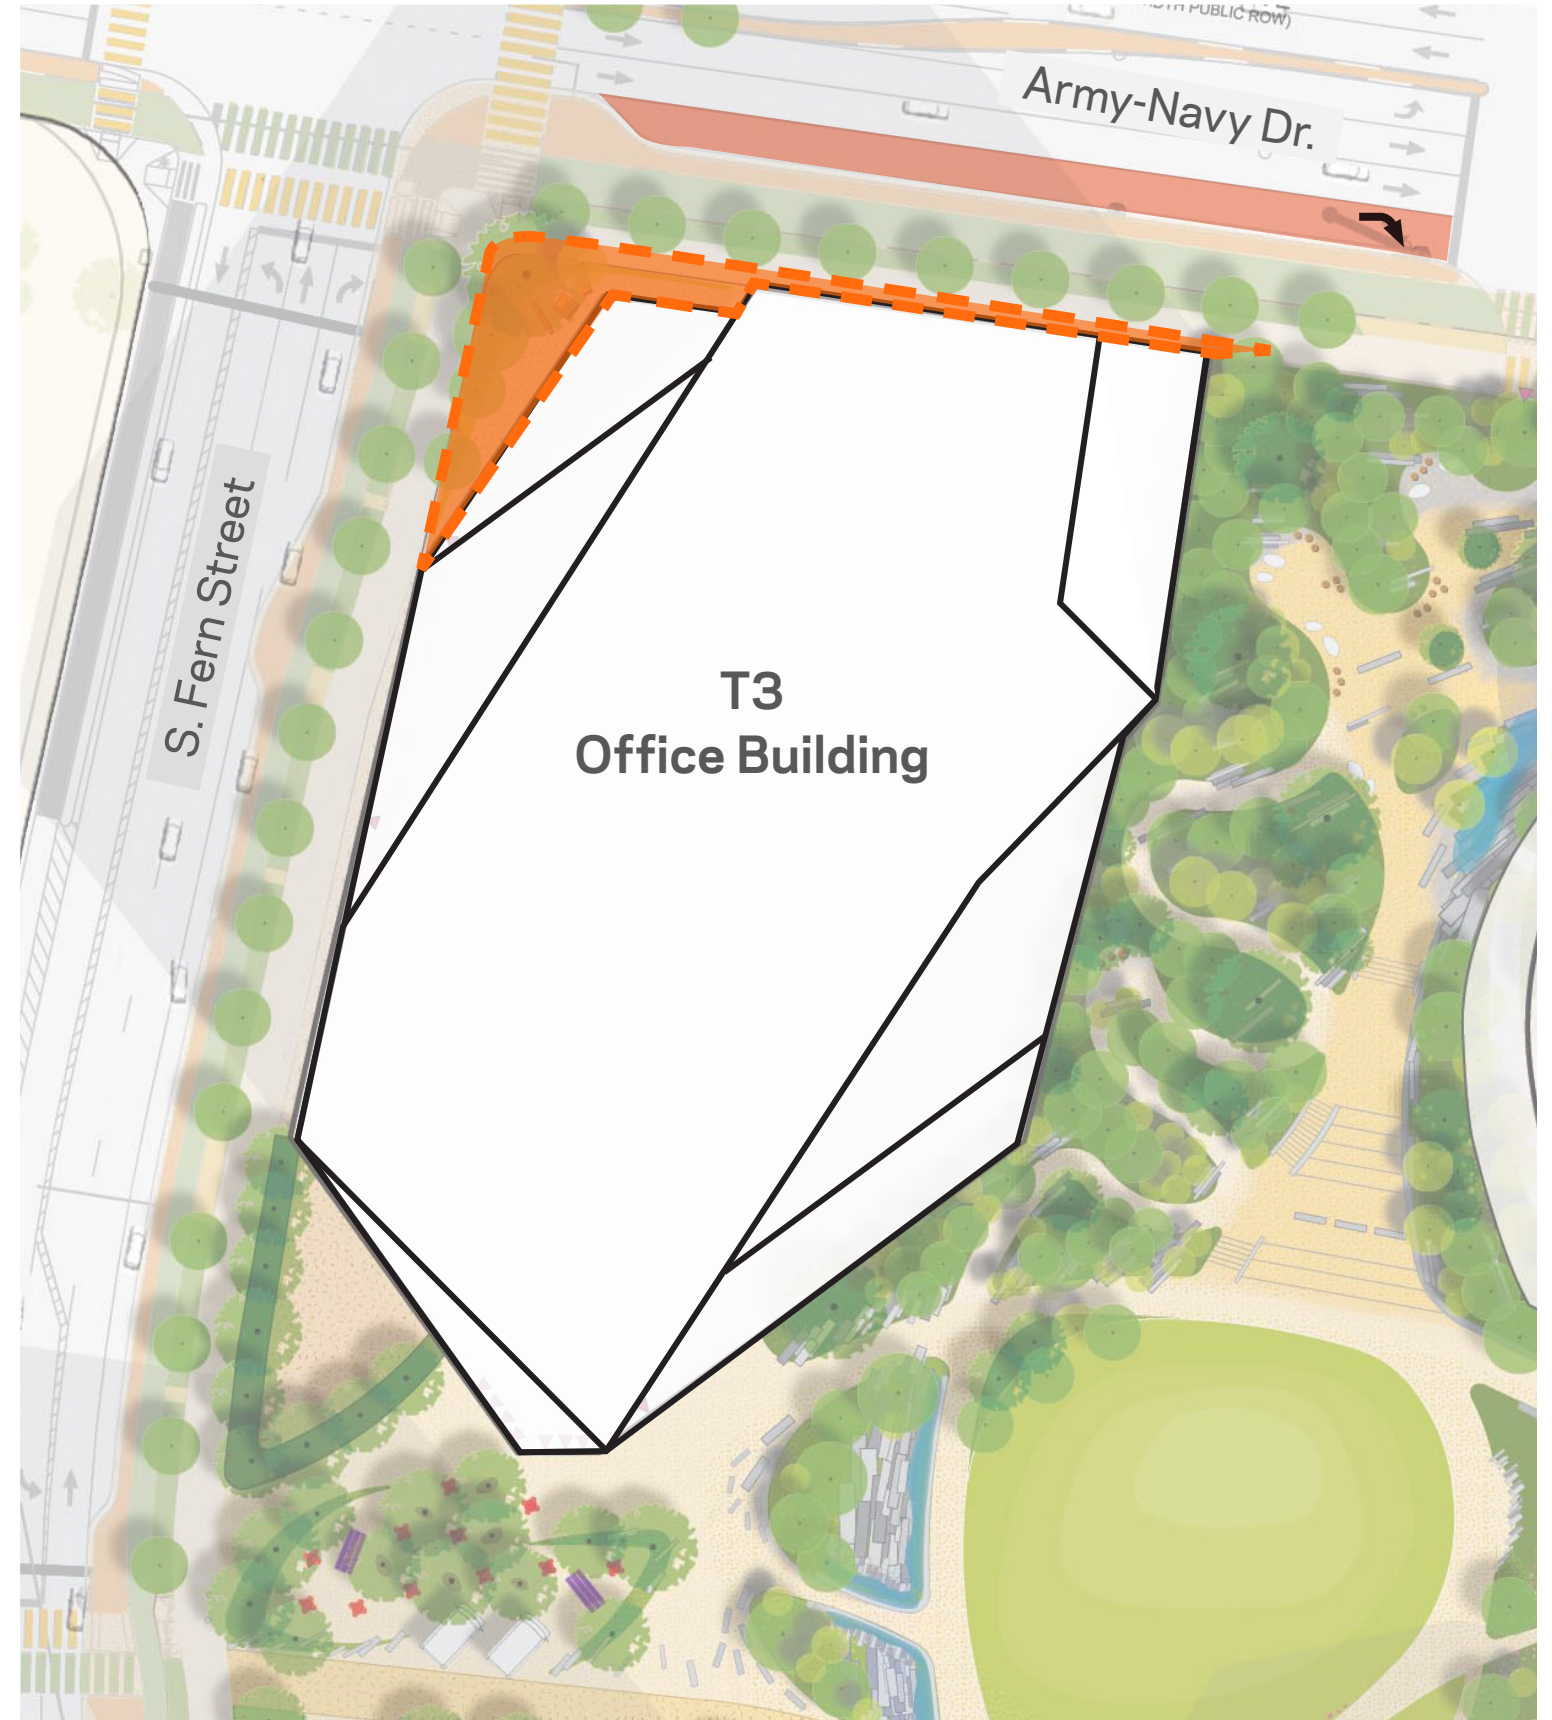 PUBLIC ROW)
Army-Navy Dr.
S. Fern Street
T3
Office Building